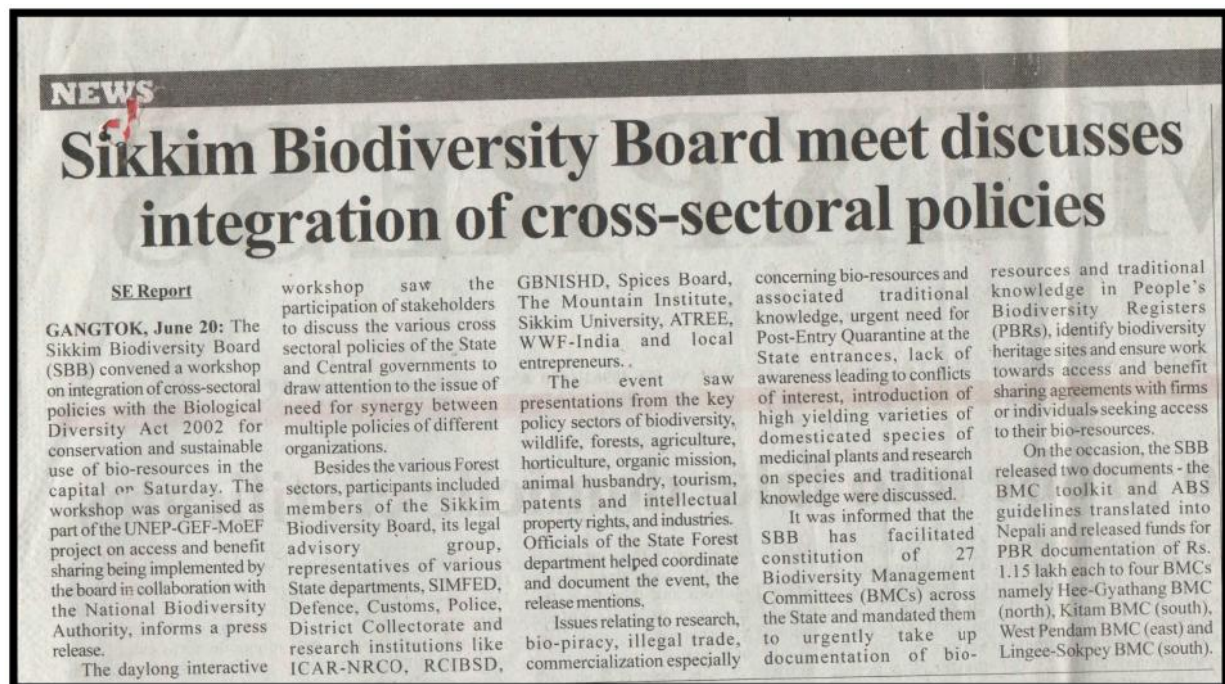 NEWS
Sikkim Biodiversity Board meet discusses
integration of cross-sectoral policies
SE Report
GANGTOK, June 20: The
Sikkim Biodiversity Board
(SBB) convened a workshop
on integration of cross-sectoral
policies with the Biological
Diversity Act 2002 for
conservation and sustainable
use of bio-resources in the
capital on Saturday. The
workshop was organised as
part of the UNEP-GEF-MoEF
project on access and benefit
sharing being implemented by
the board in collaboration with
the National Biodiversity
Authority, informs a press
release.
The daylong interactive
workshop saw the
participation of stakeholders
to discuss the various cross
sectoral policies of the State
and Central governments to
draw attention to the issue of
need for synergy between
multiple policies of different
organizations.
Besides the various Forest
sectors, participants included
members of the Sikkim
Biodiversity Board, its legal
advisory group,
representatives of various
State departments, SIMFED,
Defence, Customs, Police,
District Collectorate and
research institutions like
ICAR-NRCO, RCIBSD,
GBNISHD, Spices Board,
The Mountain Institute,
Sikkim University, ATREE,
WWF-India and local
entrepreneurs..
The event saw
presentations from the key
policy sectors of biodiversity,
wildlife, forests, agriculture,
horticulture, organic mission,
animal husbandry, tourism,
patents and intellectual
property rights, and industries.
Officials of the State Forest
department helped coordinate
and document the event, the
release mentions.
Issues relating to research,
bio-piracy, illegal trade,
commercialization especially
concerning bio-resources and
associated traditional
knowledge, urgent need for
Post-Entry Quarantine at the
State entrances, lack of
awareness leading to conflicts
of interest, introduction of
high yielding varieties of
domesticated species of
medicinal plants and research
on species and traditional
knowledge were discussed.
It was informed that the
SBB has facilitated
constitution of 27
Biodiversity Management
Committees (BMCs) across
the State and mandated them
to urgently take up
documentation of bio-
resources and traditional
knowledge in People's
Biodiversity Registers
(PBRs), identify biodiversity
heritage sites and ensure work
towards access and benefit
sharing agreements with firms
or individuals seeking access
to their bio-resources.
On the occasion, the SBB
released two documents - the
BMC toolkit and ABS
guidelines translated into
Nepali and released funds for
PBR documentation of Rs.
1.15 lakh each to four BMCs
namely Hee-Gyathang BMC
(north), Kitam BMC (south),
West Pendam BMC (east) and
Lingee-Sokpey BMC (south).